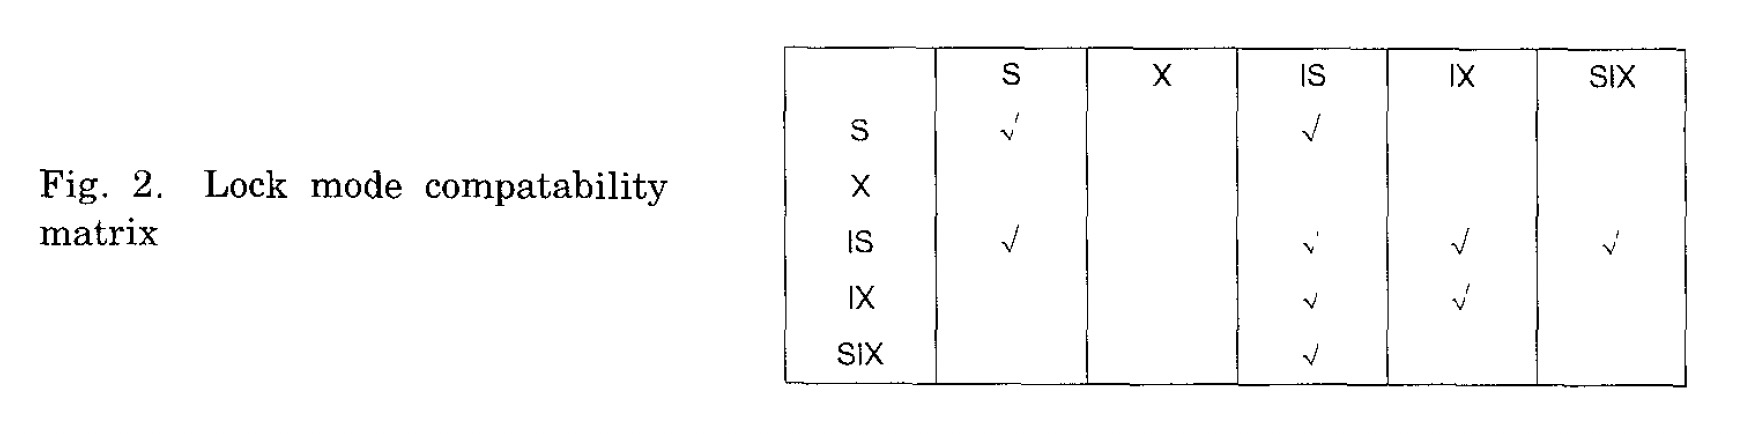 Fig. 2. Lock mode compatability
matrix
S X IS IX SIX
S √ √
X
IS √ √ √ √
IX √ √
SIX √